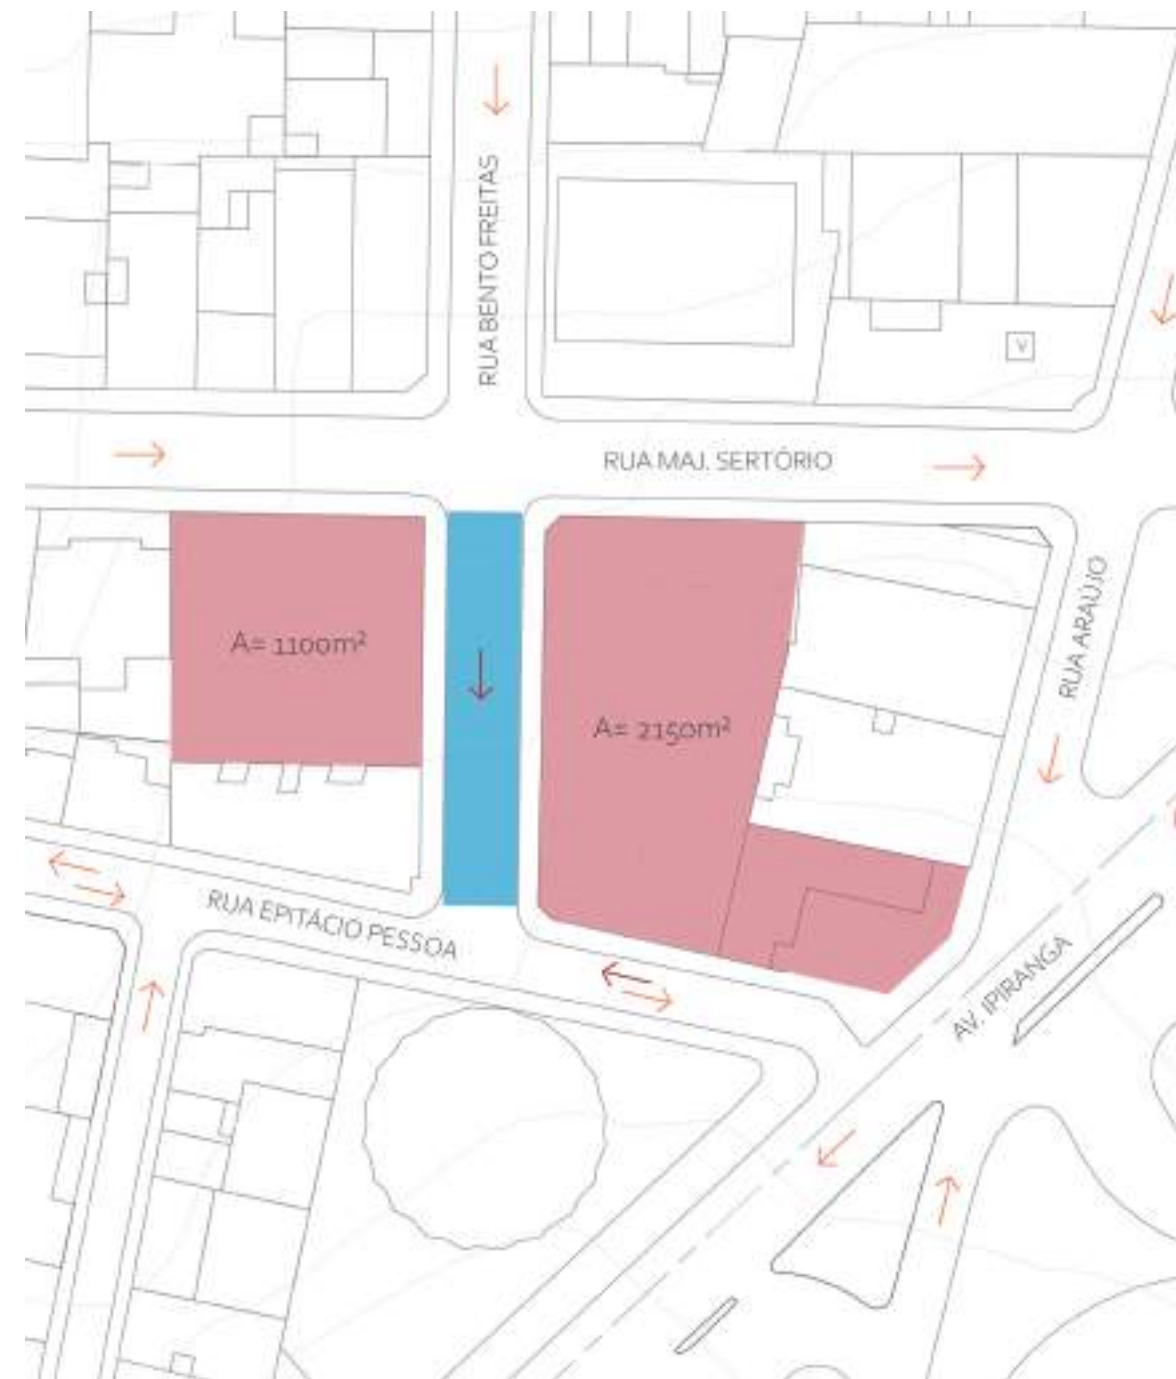 RUA BENTO FREITAS
V
RUA MAJ. SERTÓRIO
RUA ARAÚJO
A= 1100m²
A= 2150m²
RUA EPITÁCIO PESSOA
AV. IPIRANGA